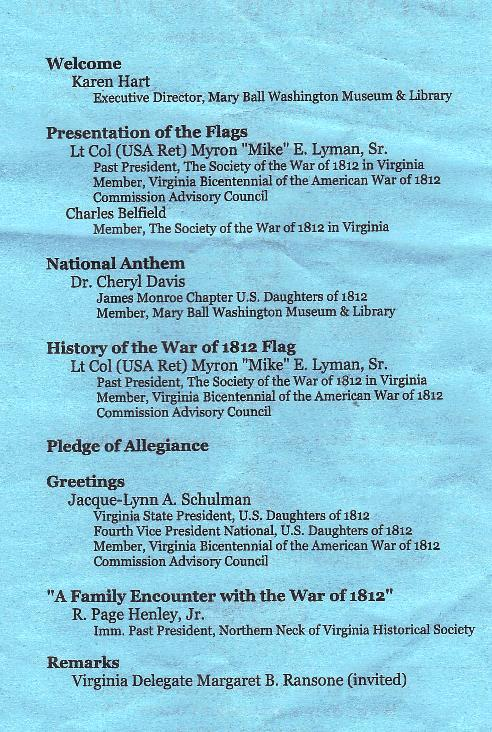 Welcome
Karen Hart
Executive Director, Mary Ball Washington Museum & Library
Presentation of the Flags
Lt Col (USA Ret) Myron "Mike" E. Lyman, Sr.
Past President, The Society of the War of 1812 in Virginia
Member, Virginia Bicentennial of the American War of 1812
Commission Advisory Council
Charles Belfield
Member, The Society of the War of 1812 in Virginia
National Anthem
Dr. Cheryl Davis
James Monroe Chapter U.S. Daughters of 1812
Member, Mary Ball Washington Museum & Library
History of the War of 1812 Flag
Lt Col (USA Ret) Myron "Mike" E. Lyman, Sr.
Past President, The Society of the War of 1812 in Virginia
Member, Virginia Bicentennial of the American War of 1812
Commission Advisory Council
Pledge of Allegiance
Greetings
Jacque-Lynn A. Schulman
Virginia State President, U.S. Daughters of 1812
Fourth Vice President National, U.S. Daughters of 1812
Member, Virginia Bicentennial of the American War of 1812
Commission Advisory Council
"A Family Encounter with the War of 1812"
R. Page Henley, Jr.
Imm. Past President, Northern Neck of Virginia Historical Society
Remarks
Virginia Delegate Margaret B. Ransone (invited)